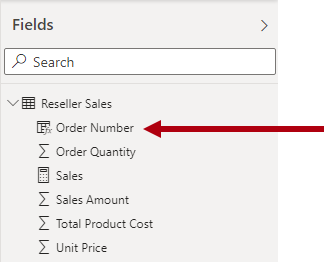 Fields
Search
Reseller Sales
Order Number
Order Quantity
Sales
Sales Amount
Total Product Cost
Unit Price